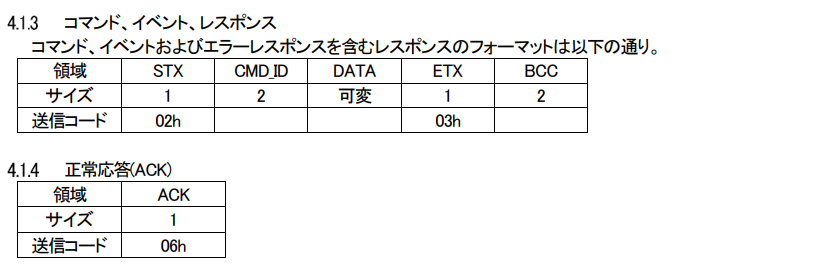 4.1.3 コマンド、イベント、レスポンス
コマンド、イベントおよびエラーレスポンスを含むレスポンスのフォーマットは以下の通り。
領域 STX CMD_ID DATA ETX BCC
サイズ 1 2 可変 1 2
送信コード 02h 03h
4.1.4 正常応答(ACK)
領域 ACK
サイズ 1
送信コード 06h